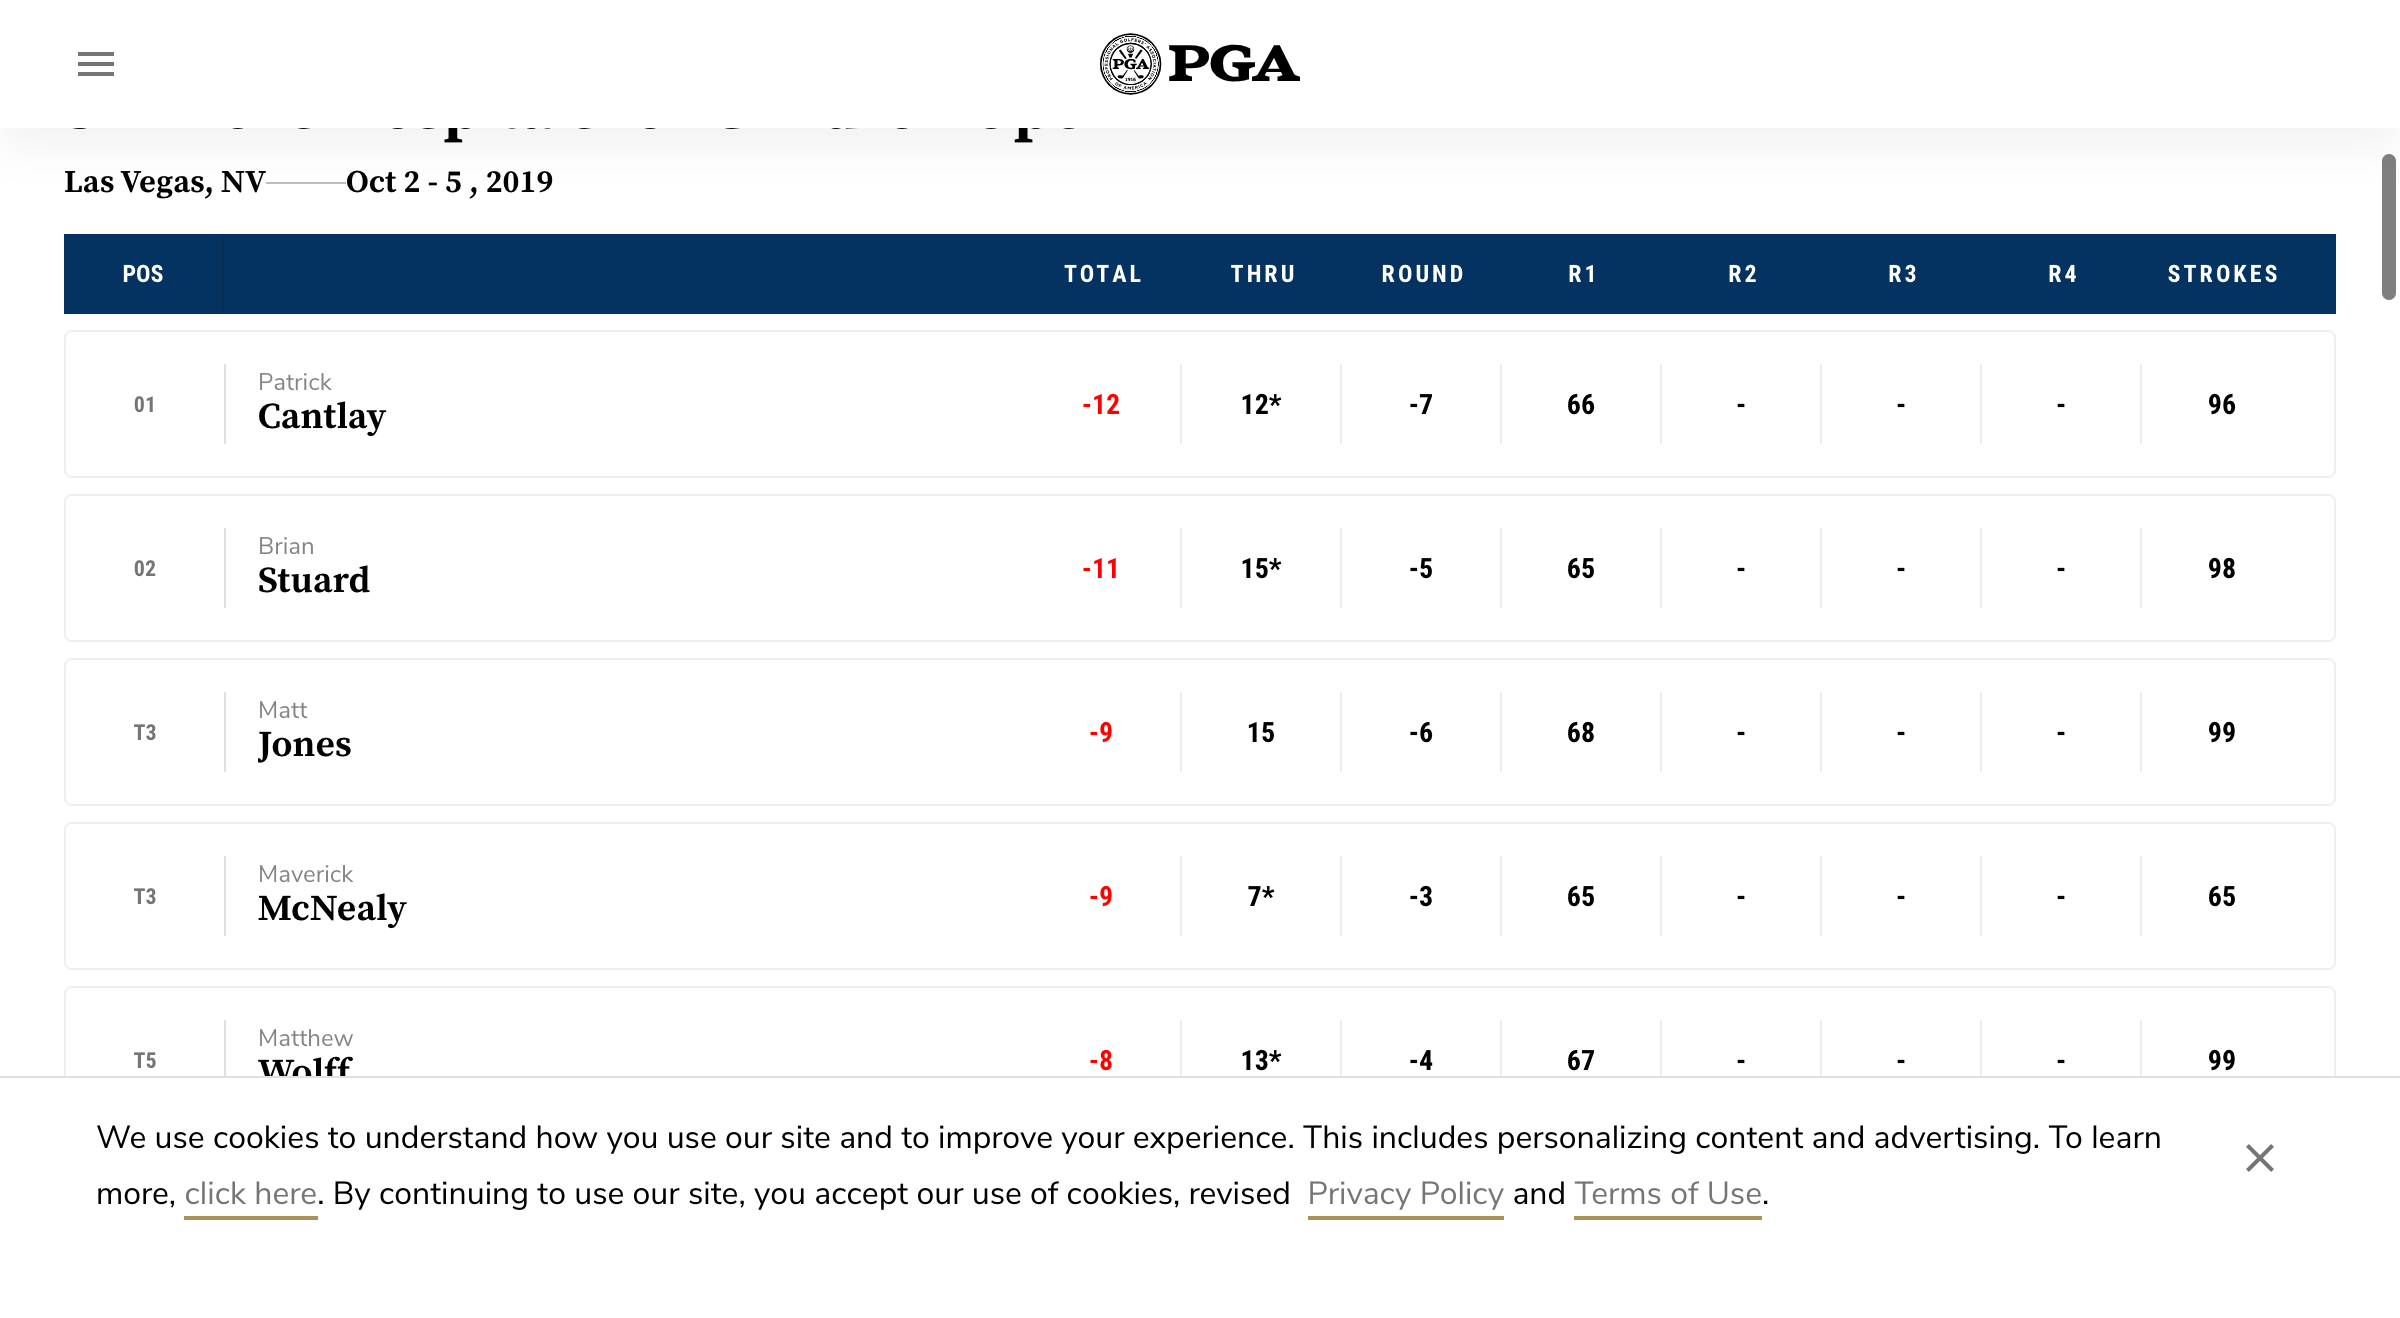 PGA
Las Vegas, NV Oct 2 - 5 , 2019
POS TOTAL THRU ROUND R1 R2 R3 R4 STROKES
Patrick
01 Cantlay -12 12* -7 66 - - - 96
Brian
02 Stuard -11 15* -5 65 - - - 98
Matt
T3 Jones -9 15 -6 68 - - - 99
Maverick
T3 McNealy -9 7* -3 65 - - - 65
Matthew
T5 Wolff -8 13* -4 67 - - - 99
We use cookies to understand how you use our site and to improve your experience. This includes personalizing content and advertising. To learn
more, click here. By continuing to use our site, you accept our use of cookies, revised Privacy Policy and Terms of Use.